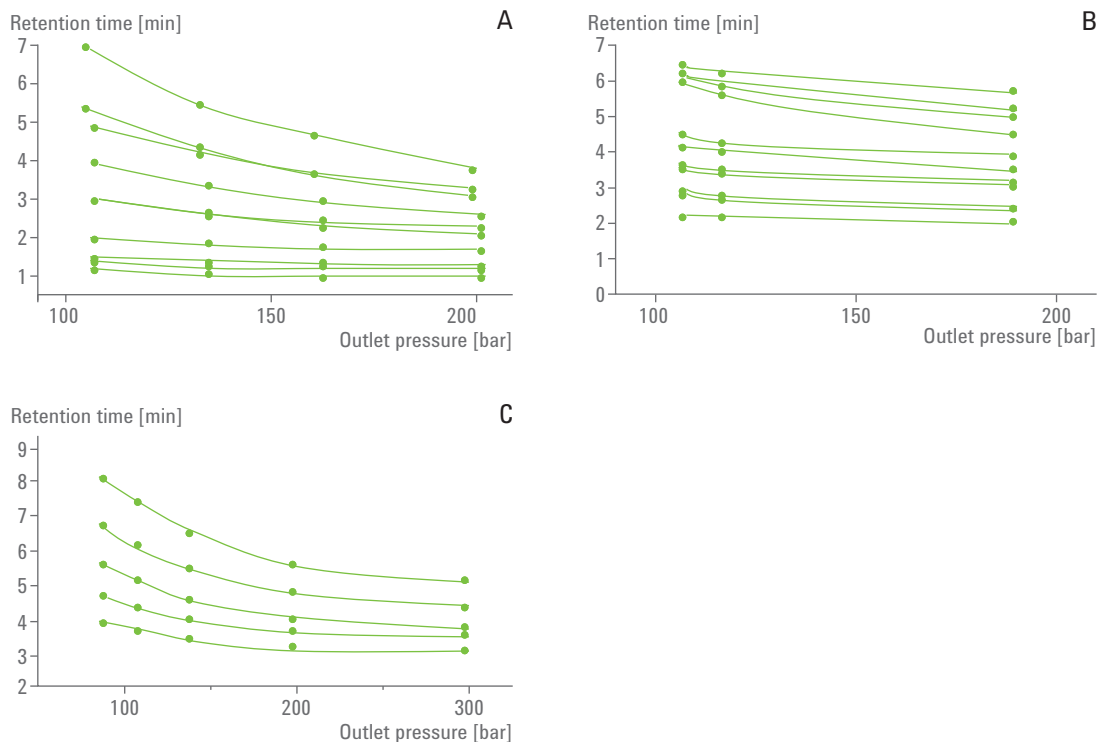 Retention time [min] A
7
6
5
4
3
2
1
100 150 200
Outlet pressure [bar]
Retention time [min] B
7
6
5
4
3
2
1
0
100 150 200
Outlet pressure [bar]
Retention time [min] C
9
8
7
6
5
4
3
2
100 200 300
Outlet pressure [bar]